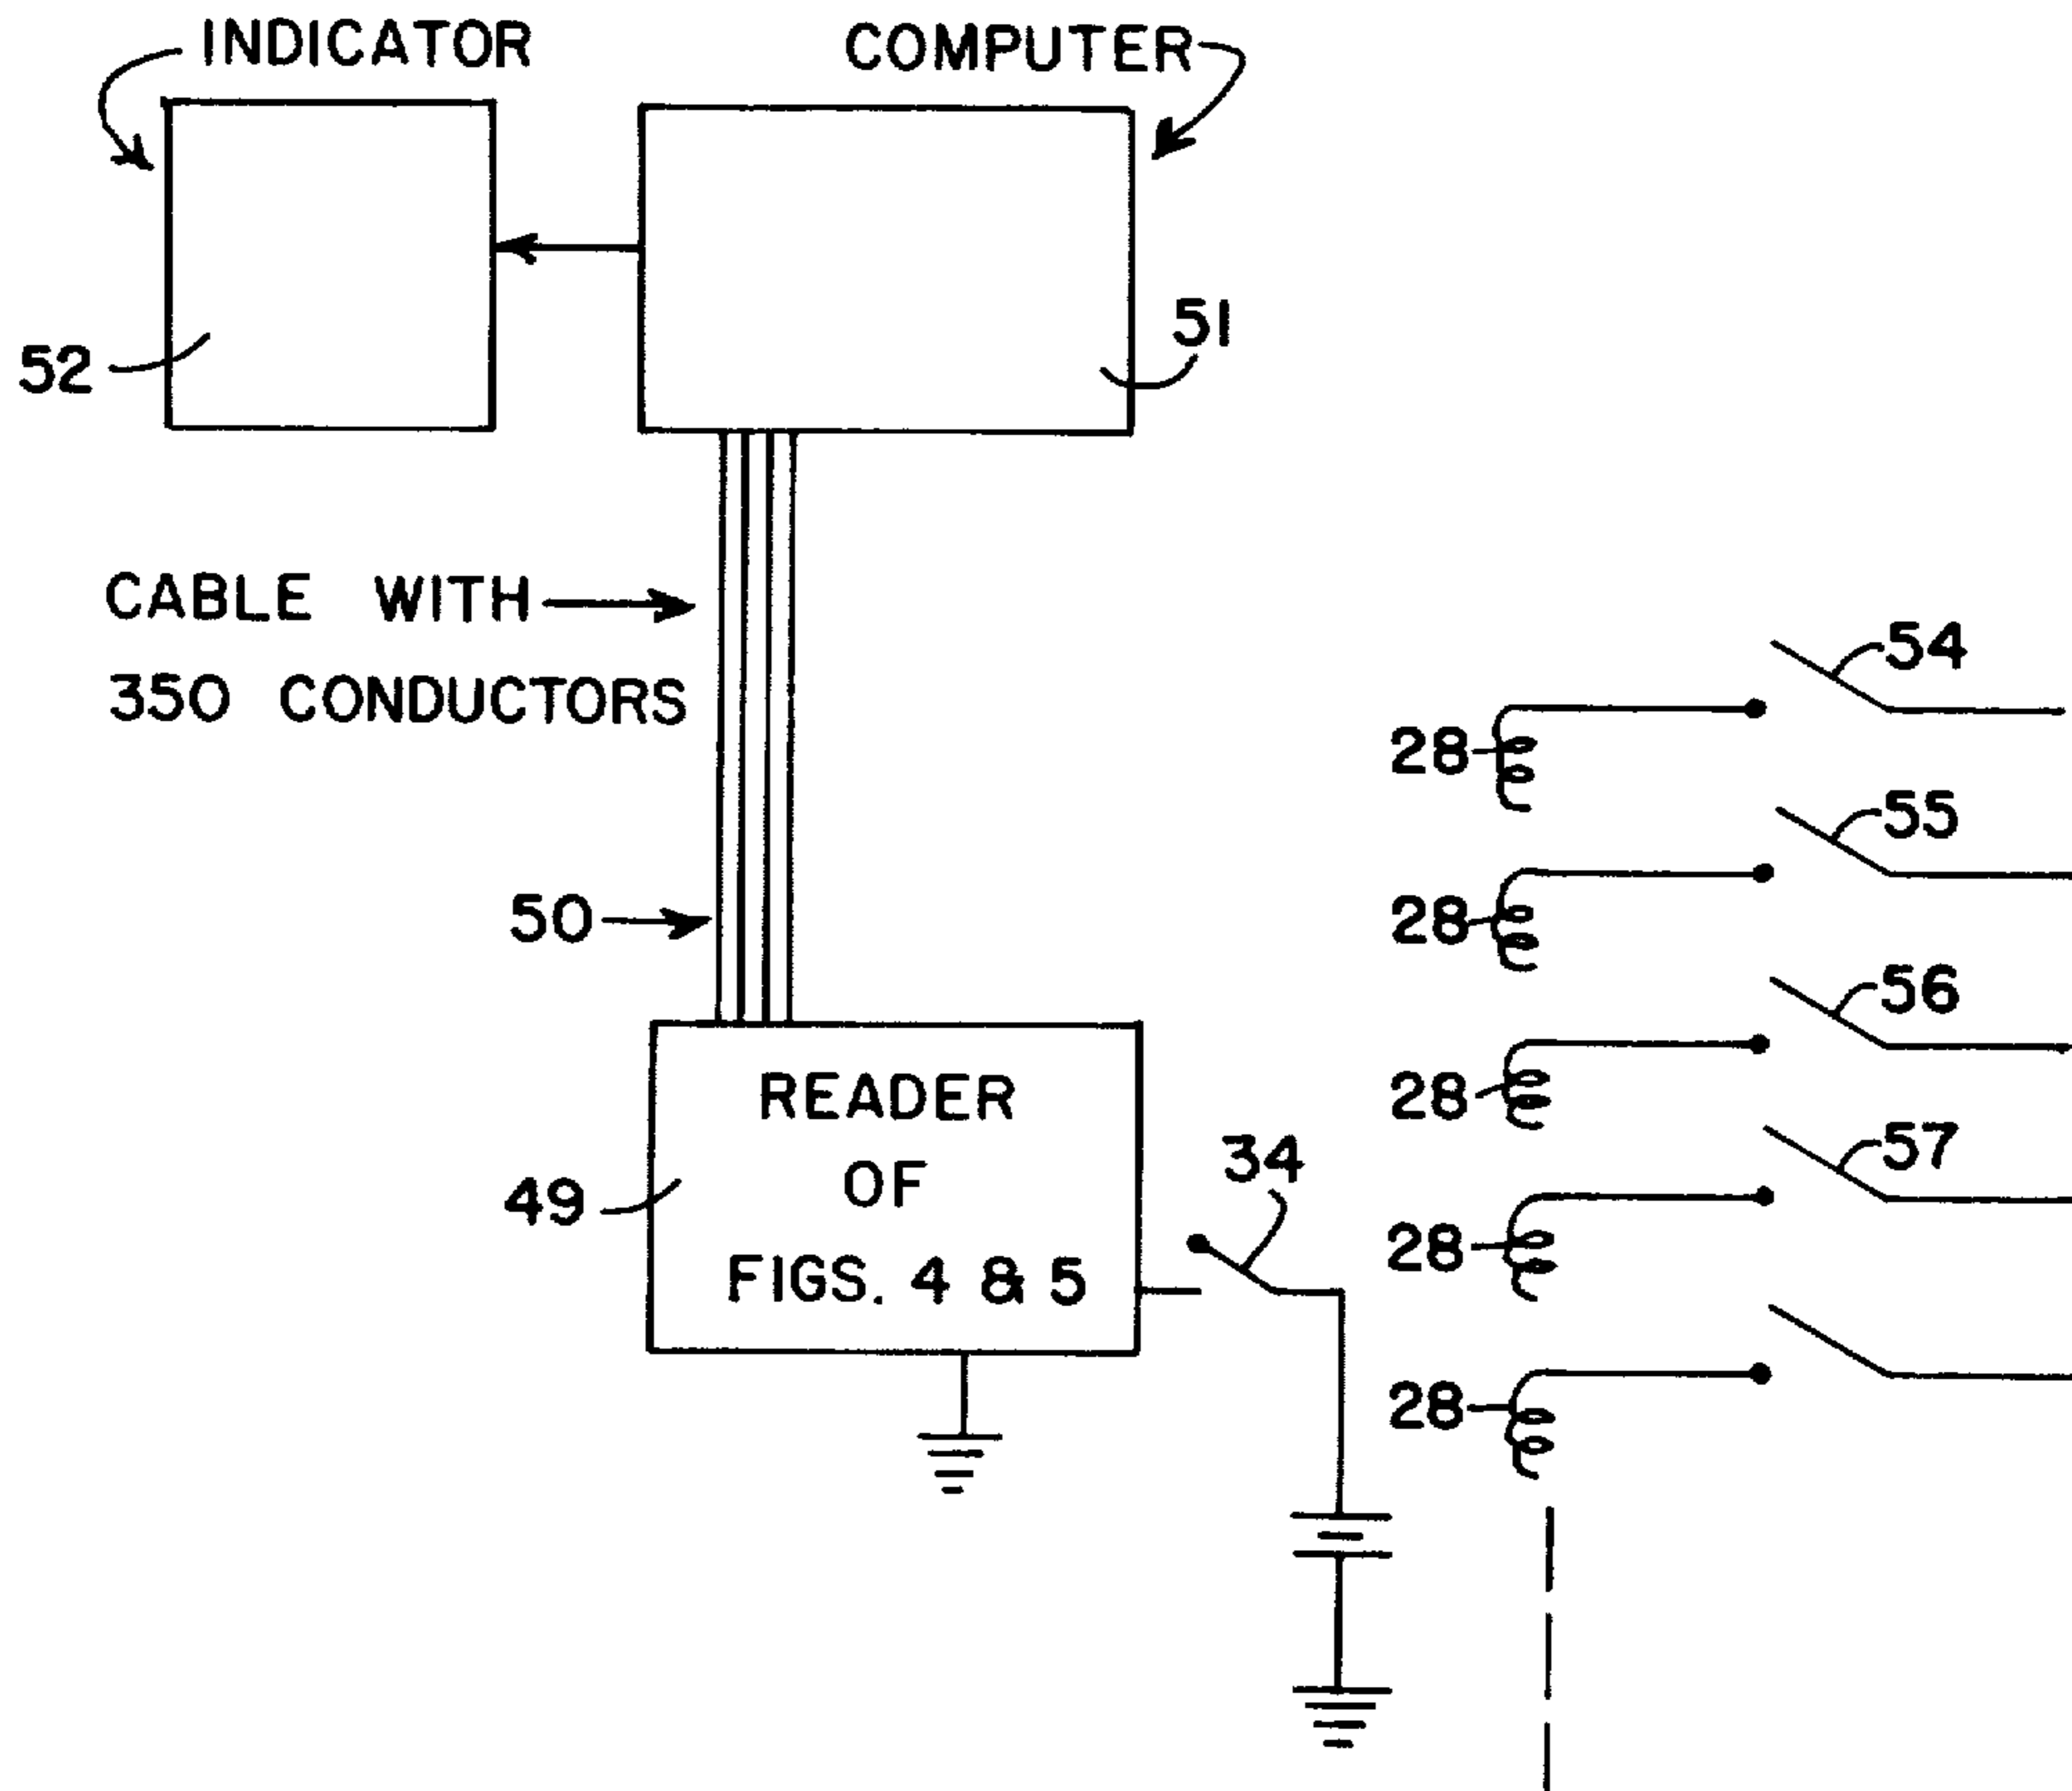 INDICATOR
COMPUTER
52
51
CABLE WITH
350 CONDUCTORS
50
READER
OF
FIGS. 4 & 5
49
34
54
28
55
28
56
28
57
28
28